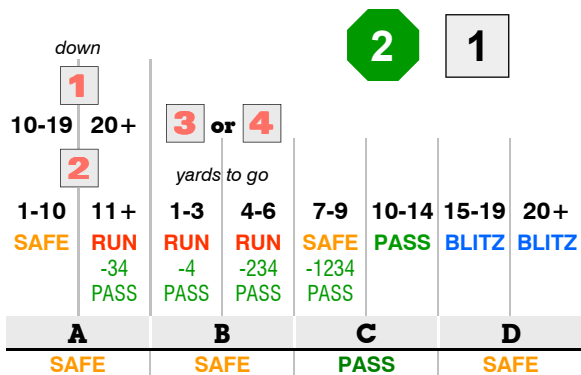 2 1
down
1
10-19 20+ 3 or 4
2 yards to go
1-10 11+ 1-3 4-6 7-9 10-14 15-19 20+
SAFE RUN RUN RUN SAFE PASS BLITZ BLITZ
-34 -4 -234 -1234
PASS PASS PASS PASS
A B C D
SAFE SAFE PASS SAFE